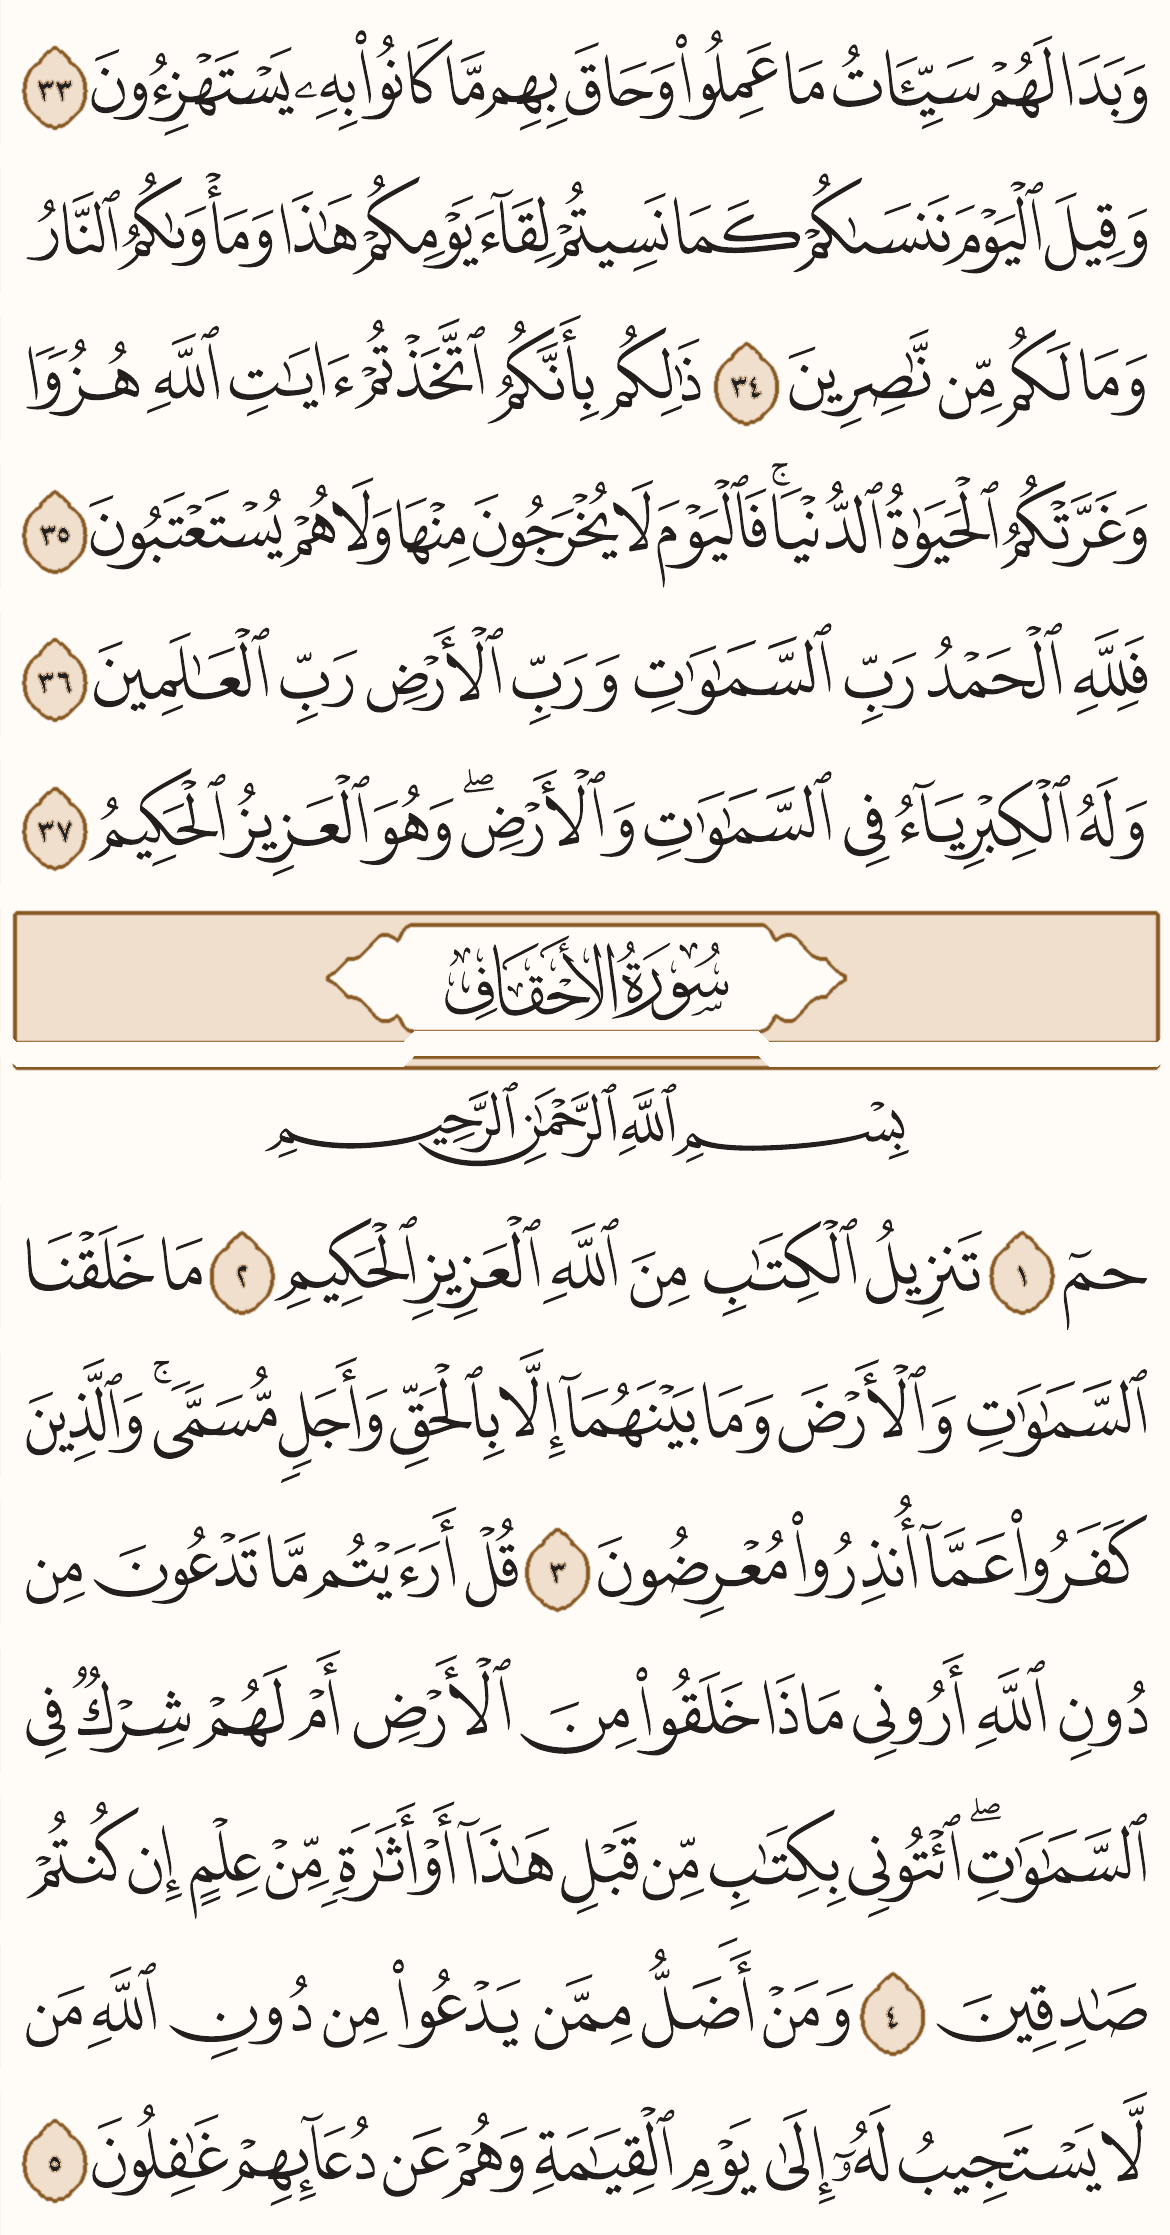 وَبَدَا لَهُمْ سَيِّـَٔاتُ مَا عَمِلُوا۟ وَحَاقَ بِهِم مَّا كَانُوا۟ بِهِۦ يَسْتَهْزِءُونَ ٣٣
وَقِيلَ ٱلْيَوْمَ نَنسَىٰكُمْ كَمَا نَسِيتُمْ لِقَآءَ يَوْمِكُمْ هَـٰذَا وَمَأْوَىٰكُمُ ٱلنَّارُ
وَمَا لَكُم مِّن نَّـٰصِرِينَ ٣٤ ذَٰلِكُم بِأَنَّكُمُ ٱتَّخَذْتُمْ ءَايَـٰتِ ٱللَّهِ هُزُوًا
وَغَرَّتْكُمُ ٱلْحَيَوٰةُ ٱلدُّنْيَا ۚ فَٱلْيَوْمَ لَا يُخْرَجُونَ مِنْهَا وَلَا هُمْ يُسْتَعْتَبُونَ ٣٥
فَلِلَّهِ ٱلْحَمْدُ رَبِّ ٱلسَّمَـٰوَٰتِ وَرَبِّ ٱلْأَرْضِ رَبِّ ٱلْعَـٰلَمِينَ ٣٦
وَلَهُ ٱلْكِبْرِيَآءُ فِى ٱلسَّمَـٰوَٰتِ وَٱلْأَرْضِ ۖ وَهُوَ ٱلْعَزِيزُ ٱلْحَكِيمُ ٣٧
سُورَةُ الأَحْقَافِ
بِسْمِ ٱللَّهِ ٱلرَّحْمَـٰنِ ٱلرَّحِيمِ
حمٓ ١ تَنزِيلُ ٱلْكِتَـٰبِ مِنَ ٱللَّهِ ٱلْعَزِيزِ ٱلْحَكِيمِ ٢ مَا خَلَقْنَا
ٱلسَّمَـٰوَٰتِ وَٱلْأَرْضَ وَمَا بَيْنَهُمَآ إِلَّا بِٱلْحَقِّ وَأَجَلٍ مُّسَمًّى ۚ وَٱلَّذِينَ
كَفَرُوا۟ عَمَّآ أُنذِرُوا۟ مُعْرِضُونَ ٣ قُلْ أَرَءَيْتُم مَّا تَدْعُونَ مِن
دُونِ ٱللَّهِ أَرُونِى مَاذَا خَلَقُوا۟ مِنَ ٱلْأَرْضِ أَمْ لَهُمْ شِرْكٌ فِى
ٱلسَّمَـٰوَٰتِ ۖ ٱئْتُونِى بِكِتَـٰبٍ مِّن قَبْلِ هَـٰذَآ أَوْ أَثَـٰرَةٍ مِّنْ عِلْمٍ إِن كُنتُمْ
صَـٰدِقِينَ ٤ وَمَنْ أَضَلُّ مِمَّن يَدْعُوا۟ مِن دُونِ ٱللَّهِ مَن
لَّا يَسْتَجِيبُ لَهُۥٓ إِلَىٰ يَوْمِ ٱلْقِيَـٰمَةِ وَهُمْ عَن دُعَآئِهِمْ غَـٰفِلُونَ ٥